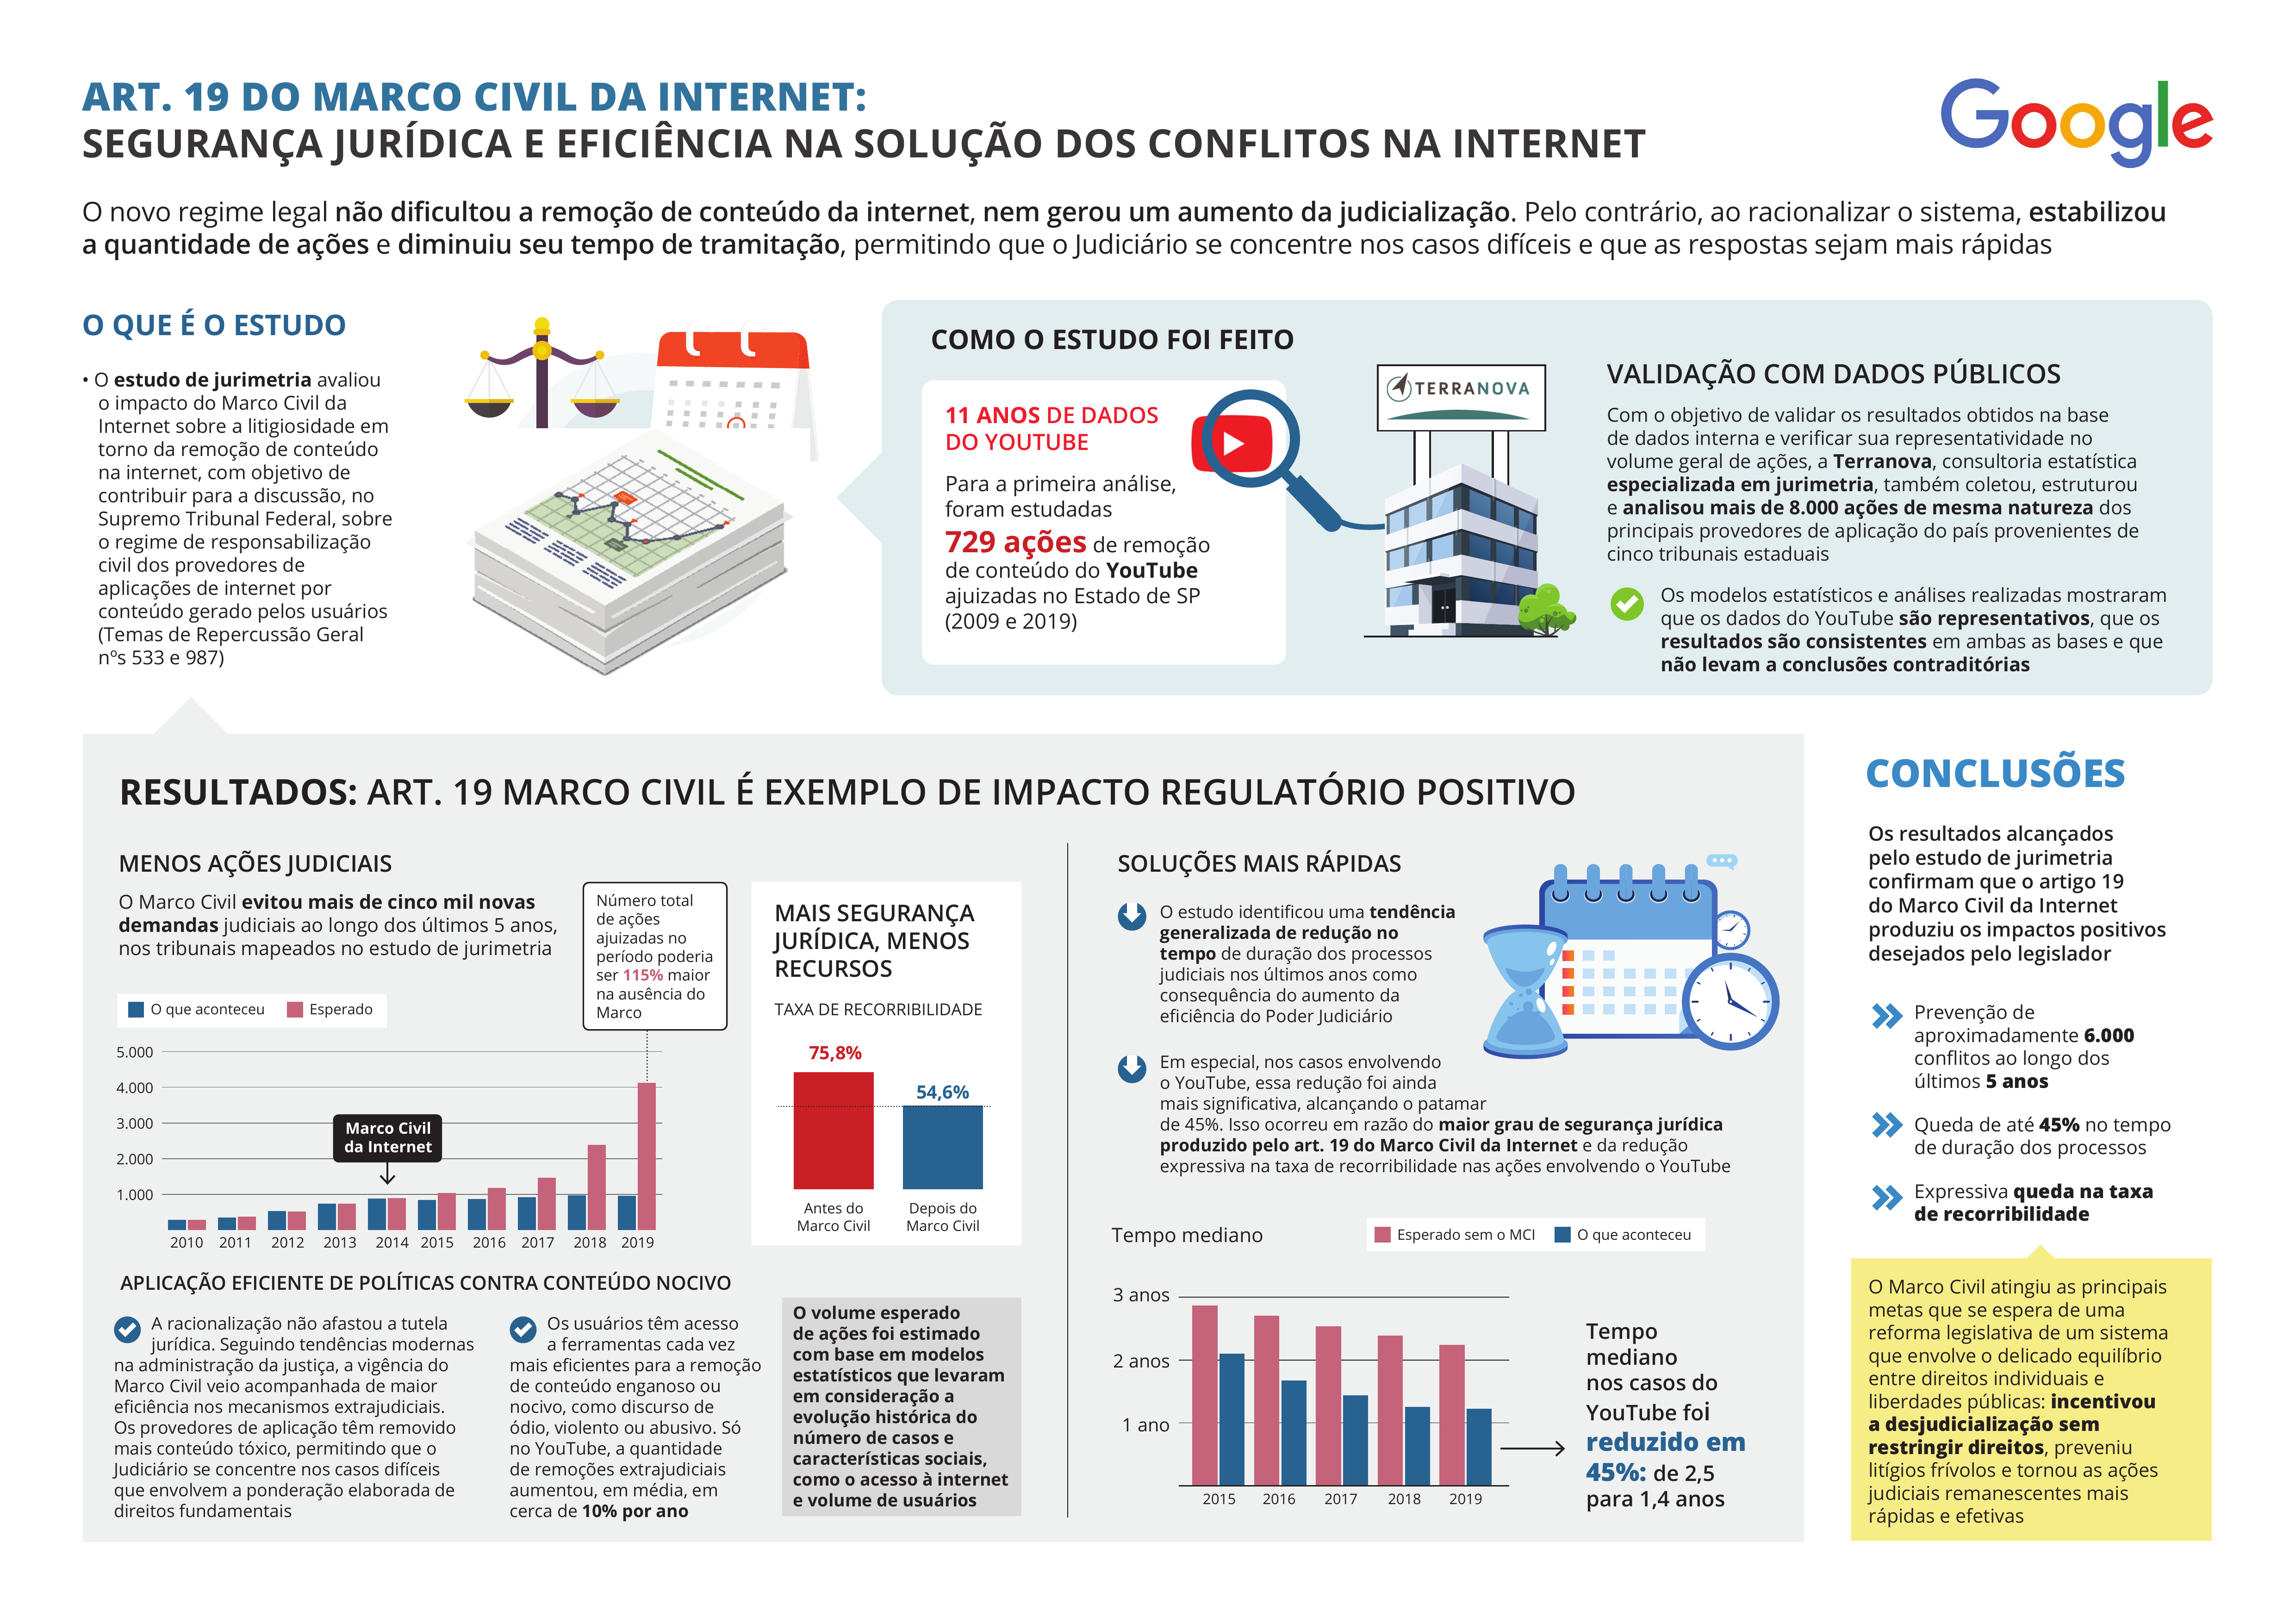 ART. 19 DO MARCO CIVIL DA INTERNET:
SEGURANÇA JURÍDICA E EFICIÊNCIA NA SOLUÇÃO DOS CONFLITOS NA INTERNET
Google
O novo regime legal não dificultou a remoção de conteúdo da internet, nem gerou um aumento da judicialização. Pelo contrário, ao racionalizar o sistema, estabilizou
a quantidade de ações e diminuiu seu tempo de tramitação, permitindo que o Judiciário se concentre nos casos difíceis e que as respostas sejam mais rápidas
O QUE É O ESTUDO
• O estudo de jurimetria avaliou
o impacto do Marco Civil da
Internet sobre a litigiosidade em
torno da remoção de conteúdo
na internet, com objetivo de
contribuir para a discussão, no
Supremo Tribunal Federal, sobre
o regime de responsabilização
civil dos provedores de
aplicações de internet por
conteúdo gerado pelos usuários
(Temas de Repercussão Geral
nºs 533 e 987)
COMO O ESTUDO FOI FEITO
11 ANOS DE DADOS
DO YOUTUBE
Para a primeira análise,
foram estudadas
729 ações de remoção
de conteúdo do YouTube
ajuizadas no Estado de SP
(2009 e 2019)
TERRANOVA
VALIDAÇÃO COM DADOS PÚBLICOS
Com o objetivo de validar os resultados obtidos na base
de dados interna e verificar sua representatividade no
volume geral de ações, a Terranova, consultoria estatística
especializada em jurimetria, também coletou, estruturou
e analisou mais de 8.000 ações de mesma natureza dos
principais provedores de aplicação do país provenientes de
cinco tribunais estaduais
Os modelos estatísticos e análises realizadas mostraram
que os dados do YouTube são representativos, que os
resultados são consistentes em ambas as bases e que
não levam a conclusões contraditórias
RESULTADOS: ART. 19 MARCO CIVIL É EXEMPLO DE IMPACTO REGULATÓRIO POSITIVO
MENOS AÇÕES JUDICIAIS
O Marco Civil evitou mais de cinco mil novas
demandas judiciais ao longo dos últimos 5 anos,
nos tribunais mapeados no estudo de jurimetria
O que aconteceu
Esperado
Número total
de ações
ajuizadas no
período poderia
ser 115% maior
na ausência do
Marco
5.000
4.000
3.000
2.000
1.000
Marco Civil
da Internet
2010 2011 2012 2013 2014 2015 2016 2017 2018 2019
MAIS SEGURANÇA
JURÍDICA, MENOS
RECURSOS
TAXA DE RECORRIBILIDADE
75,8%
54,6%
Antes do
Marco Civil
Depois do
Marco Civil
APLICAÇÃO EFICIENTE DE POLÍTICAS CONTRA CONTEÚDO NOCIVO
A racionalização não afastou a tutela
jurídica. Seguindo tendências modernas
na administração da justiça, a vigência do
Marco Civil veio acompanhada de maior
eficiência nos mecanismos extrajudiciais.
Os provedores de aplicação têm removido
mais conteúdo tóxico, permitindo que o
Judiciário se concentre nos casos difíceis
que envolvem a ponderação elaborada de
direitos fundamentais
Os usuários têm acesso
a ferramentas cada vez
mais eficientes para a remoção
de conteúdo enganoso ou
nocivo, como discurso de
ódio, violento ou abusivo. Só
no YouTube, a quantidade
de remoções extrajudiciais
aumentou, em média, em
cerca de 10% por ano
O volume esperado
de ações foi estimado
com base em modelos
estatísticos que levaram
em consideração a
evolução histórica do
número de casos e
características sociais,
como o acesso à internet
e volume de usuários
SOLUÇÕES MAIS RÁPIDAS
O estudo identificou uma tendência
generalizada de redução no
tempo de duração dos processos
judiciais nos últimos anos como
consequência do aumento da
eficiência do Poder Judiciário
Em especial, nos casos envolvendo
o YouTube, essa redução foi ainda
mais significativa, alcançando o patamar
de 45%. Isso ocorreu em razão do maior grau de segurança jurídica
produzido pelo art. 19 do Marco Civil da Internet e da redução
expressiva na taxa de recorribilidade nas ações envolvendo o YouTube
Tempo mediano
Esperado sem o MCI
O que aconteceu
3 anos
2 anos
1 ano
2015 2016 2017 2018 2019
Tempo
mediano
nos casos do
YouTube foi
reduzido em
45%: de 2,5
para 1,4 anos
CONCLUSÕES
Os resultados alcançados
pelo estudo de jurimetria
confirmam que o artigo 19
do Marco Civil da Internet
produziu os impactos positivos
desejados pelo legislador
Prevenção de
aproximadamente 6.000
conflitos ao longo dos
últimos 5 anos
Queda de até 45% no tempo
de duração dos processos
Expressiva queda na taxa
de recorribilidade
O Marco Civil atingiu as principais
metas que se espera de uma
reforma legislativa de um sistema
que envolve o delicado equilíbrio
entre direitos individuais e
liberdades públicas: incentivou
a desjudicialização sem
restringir direitos, preveniu
litígios frívolos e tornou as ações
judiciais remanescentes mais
rápidas e efetivas